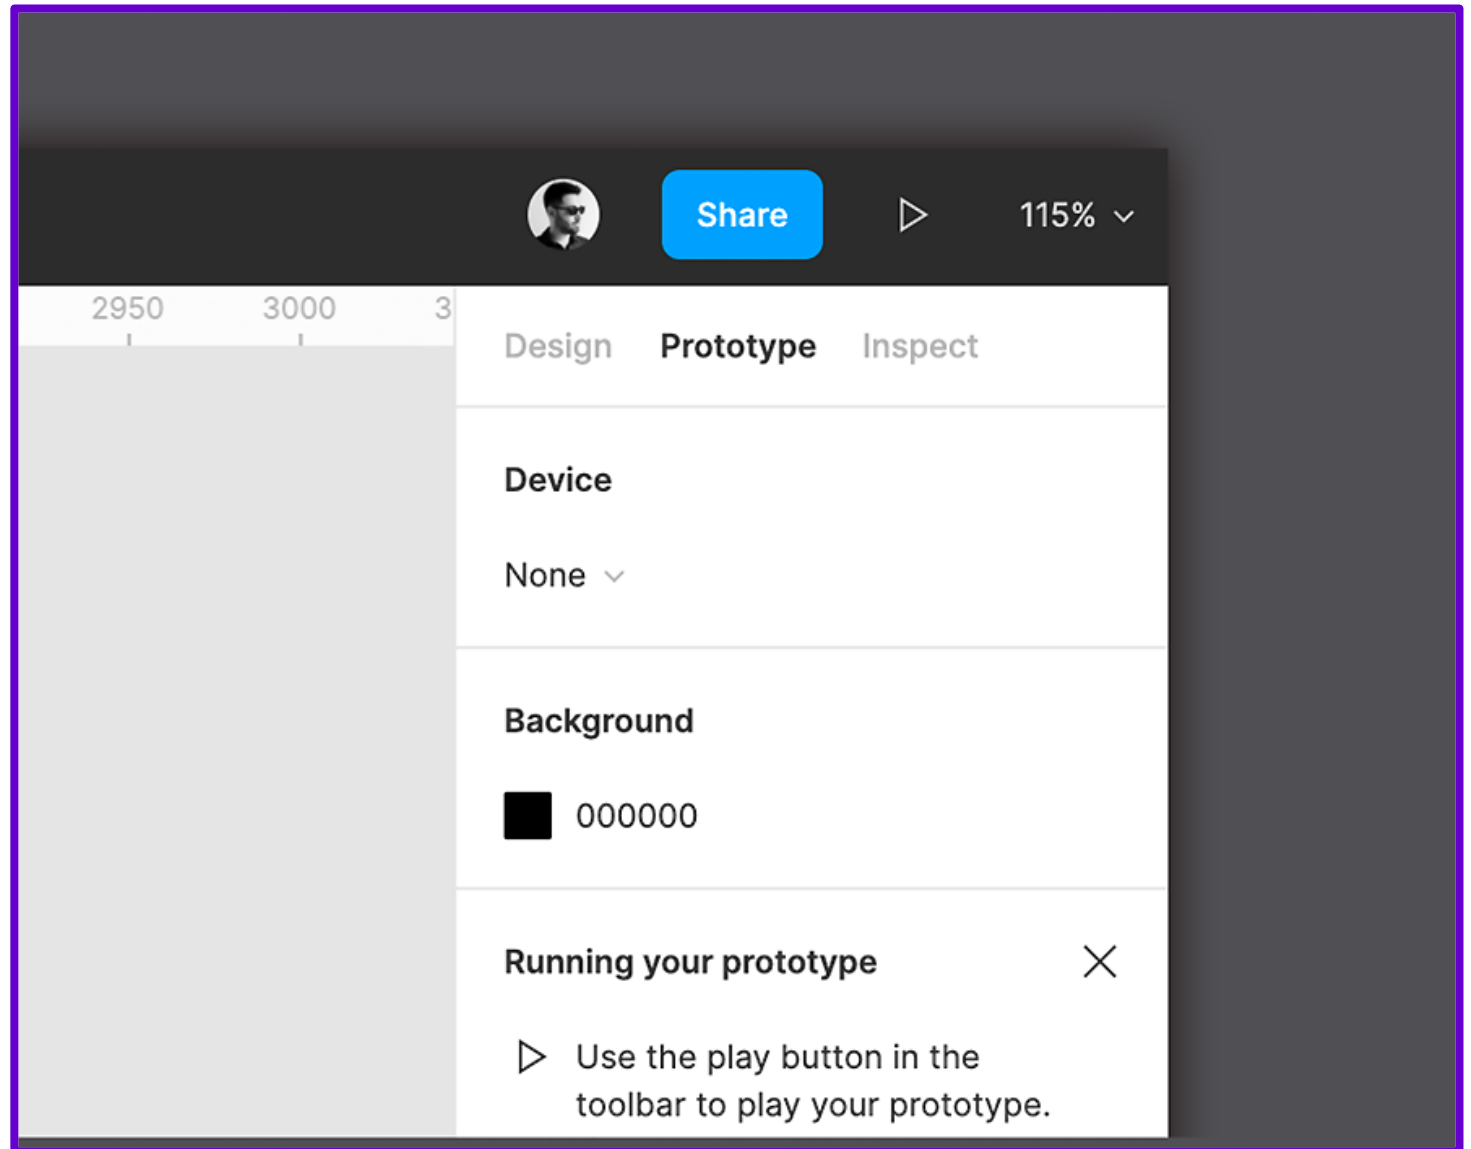 Share
115%
2950 3000 3
Design Prototype Inspect
Device
None
Background
000000
Running your prototype
Use the play button in the
toolbar to play your prototype.